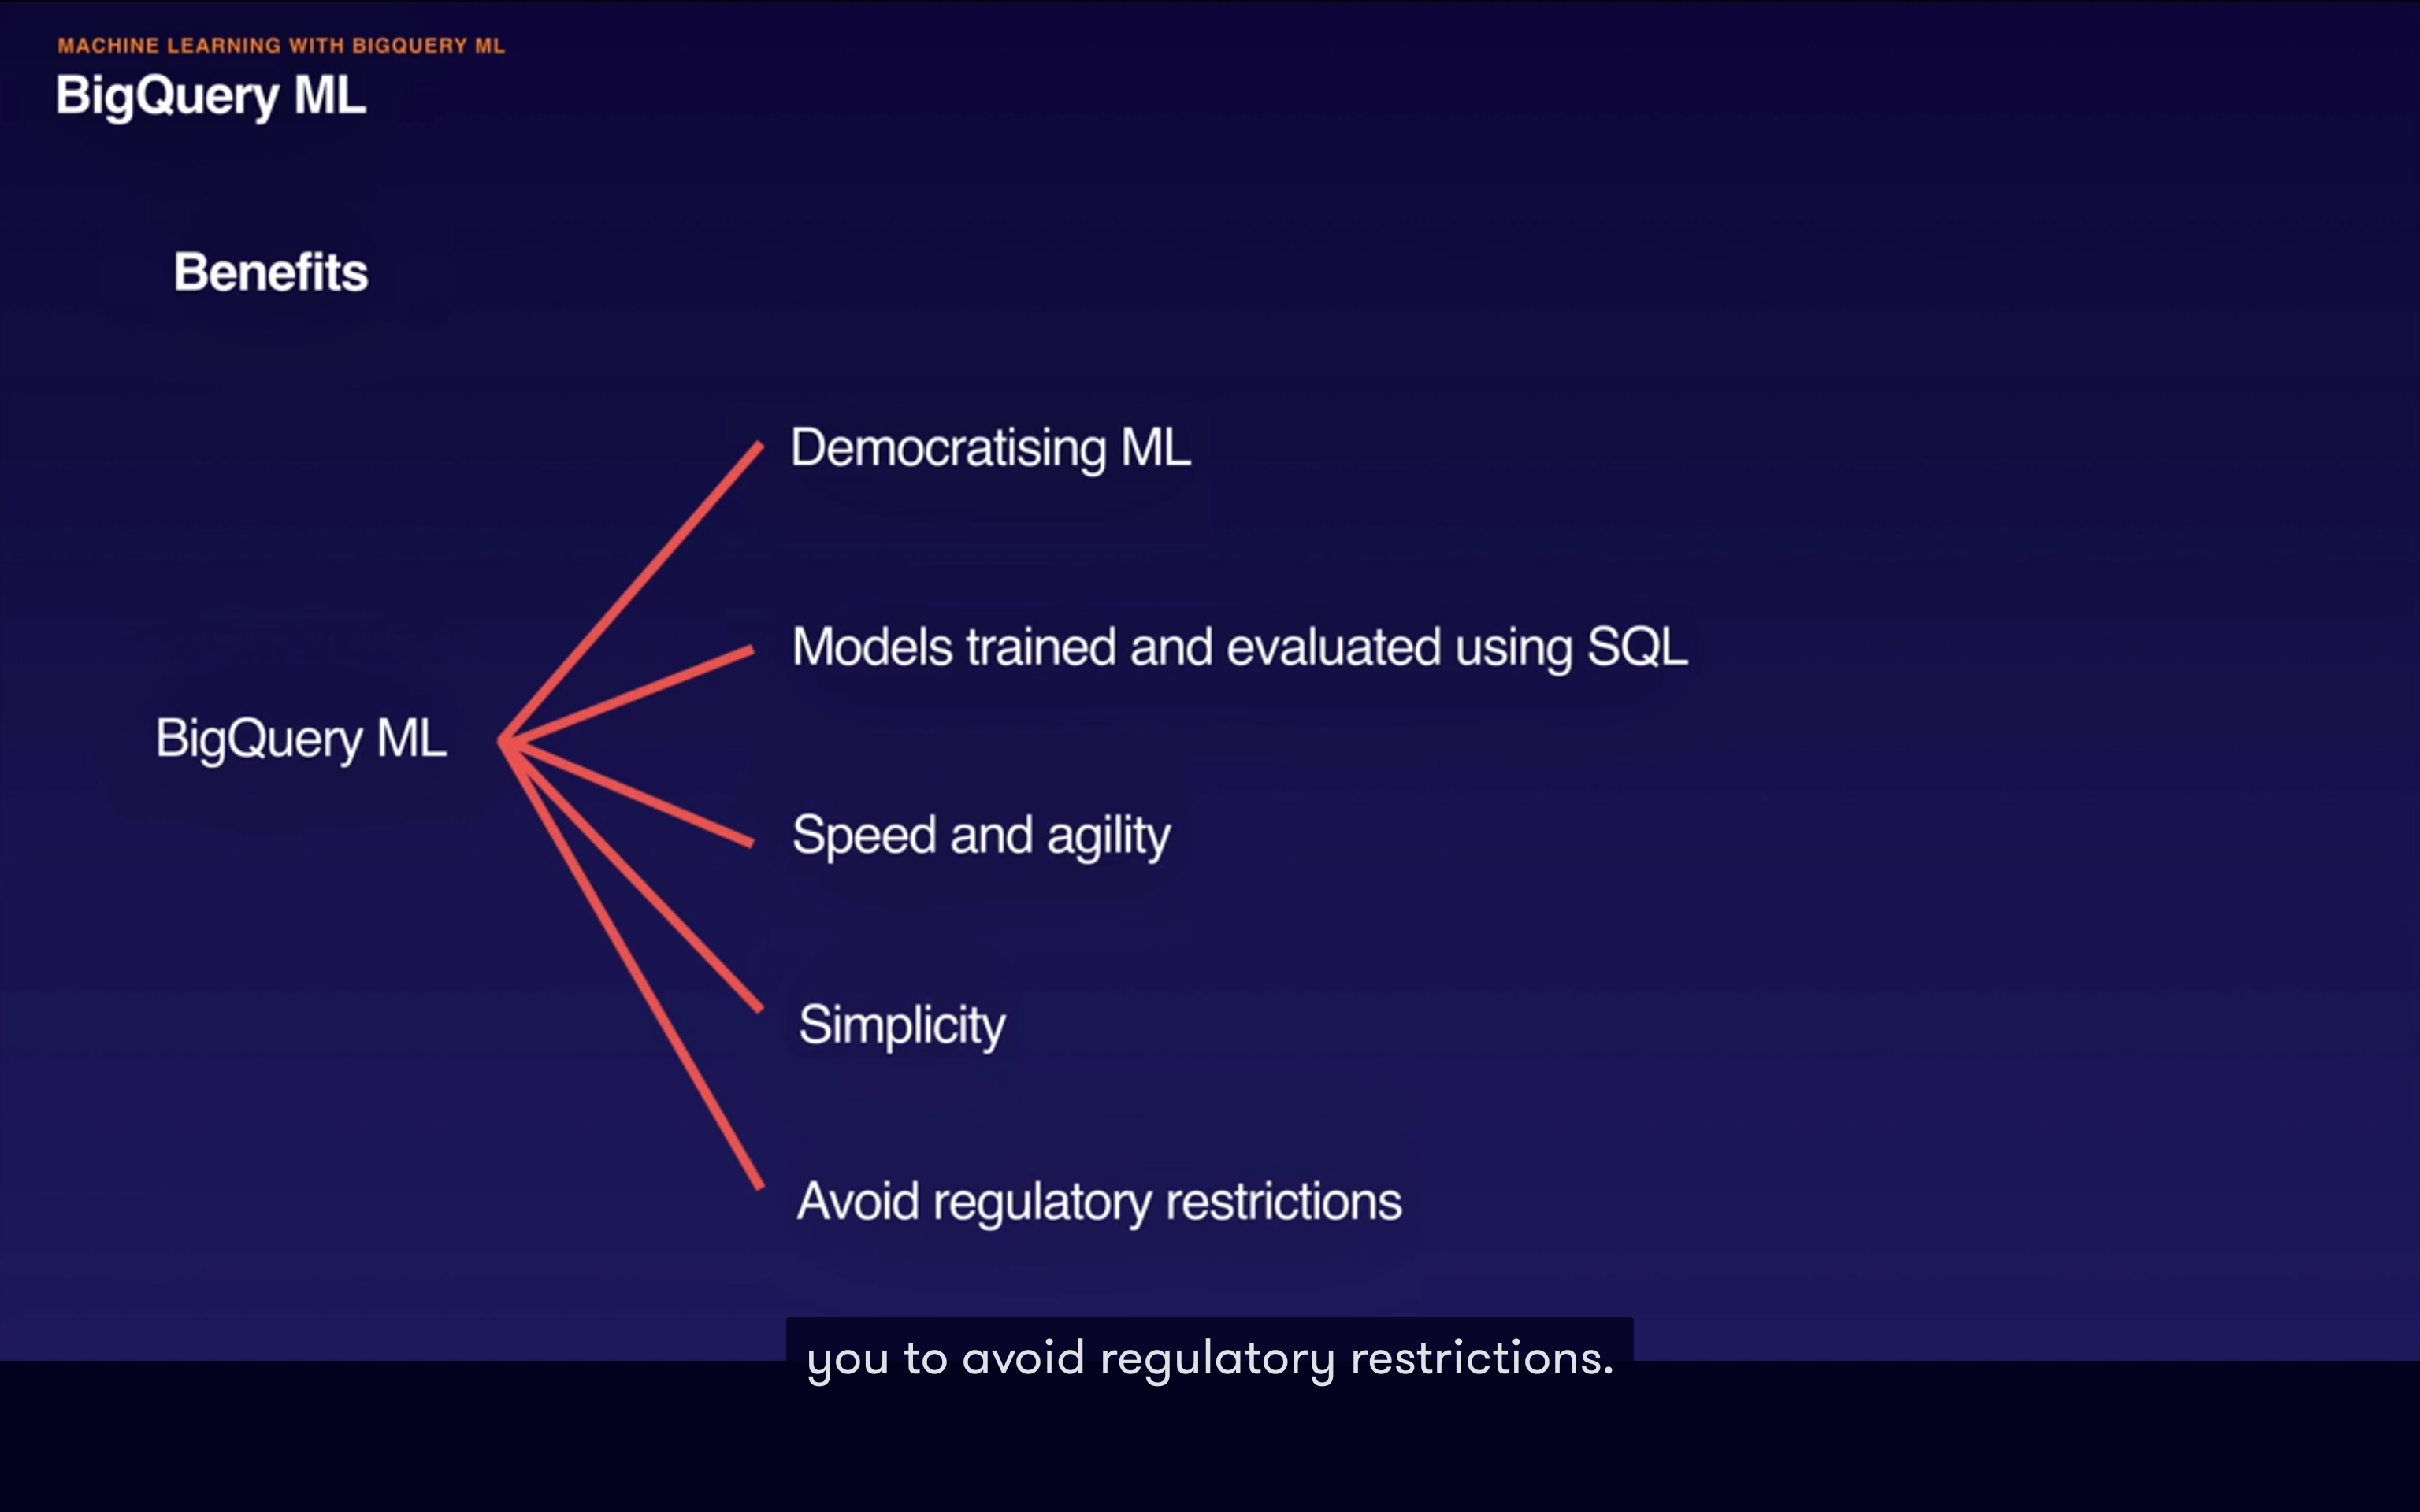 MACHINE LEARNING WITH BIGQUERY ML
BigQuery ML
Benefits
Democratising ML
Models trained and evaluated using SQL
BigQuery ML
Speed and agility
Simplicity
Avoid regulatory restrictions
you to avoid regulatory restrictions.